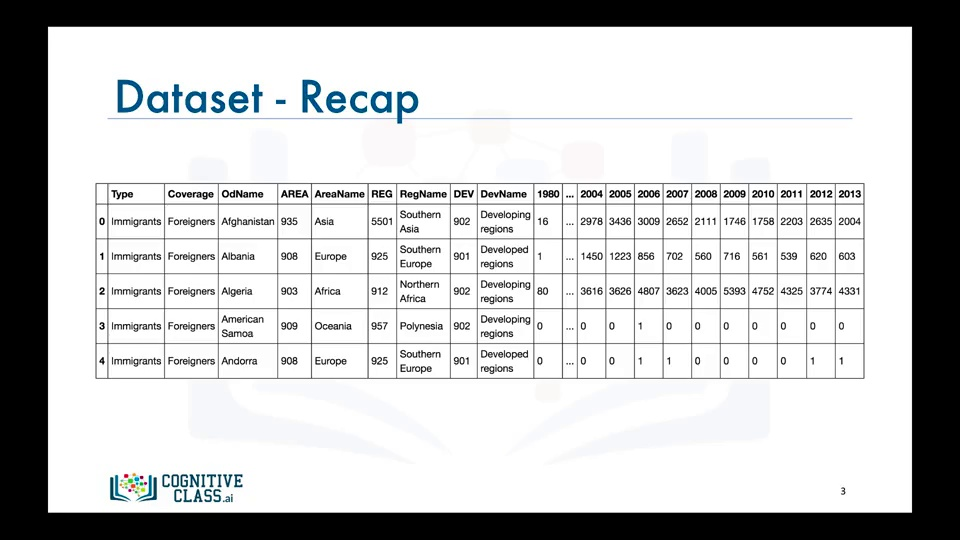 Dataset - Recap
Type Coverage OdName AREA AreaName REG RegName DEV DevName 1980 ... 2004 2005 2006 2007 2008 2009 2010 2011 2012 2013
0 Immigrants Foreigners Afghanistan 935 Asia 5501 Southern Asia 902 Developing regions 16 ... 2978 3436 3009 2652 2111 1746 1758 2203 2635 2004
1 Immigrants Foreigners Albania 908 Europe 925 Southern Europe 901 Developed regions 1 ... 1450 1223 856 702 560 716 561 539 620 603
2 Immigrants Foreigners Algeria 903 Africa 912 Northern Africa 902 Developing regions 80 ... 3616 3626 4807 3623 4005 5393 4752 4325 3774 4331
3 Immigrants Foreigners American Samoa 909 Oceania 957 Polynesia 902 Developing regions 0 ... 0 0 1 0 0 0 0 0 0 0
4 Immigrants Foreigners Andorra 908 Europe 925 Southern Europe 901 Developed regions 0 ... 0 0 1 1 0 0 0 0 1 1
COGNITIVE
CLASS.ai
3